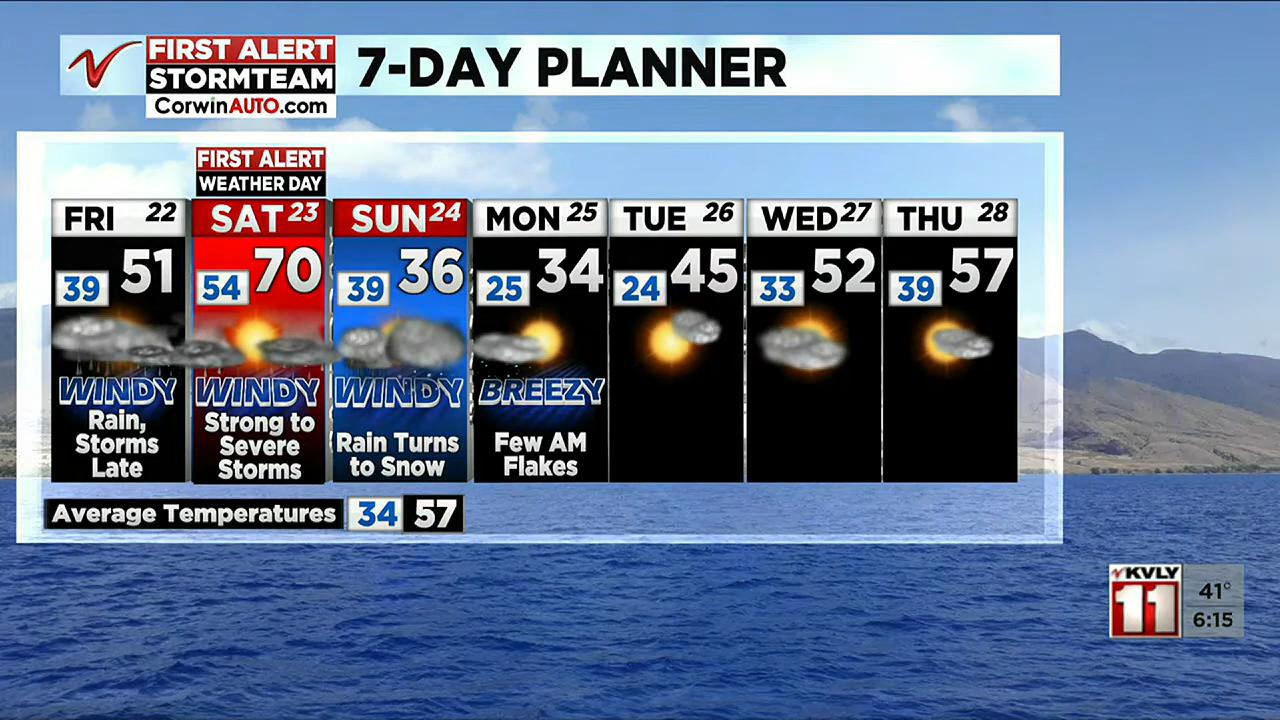 FIRST ALERT
STORMTEAM
CorwinAUTO.com
7-DAY PLANNER
FIRST ALERT
WEATHER DAY
FRI 22
51
39
WINDY
Rain,
Storms
Late
SAT 23
70
54
WINDY
Strong to
Severe
Storms
SUN 24
36
39
WINDY
Rain Turns
to Snow
MON 25
34
25
BREEZY
Few AM
Flakes
TUE 26
45
24
WED 27
52
33
THU 28
57
39
Average Temperatures 34 57
KVLY
11
41°
6:15